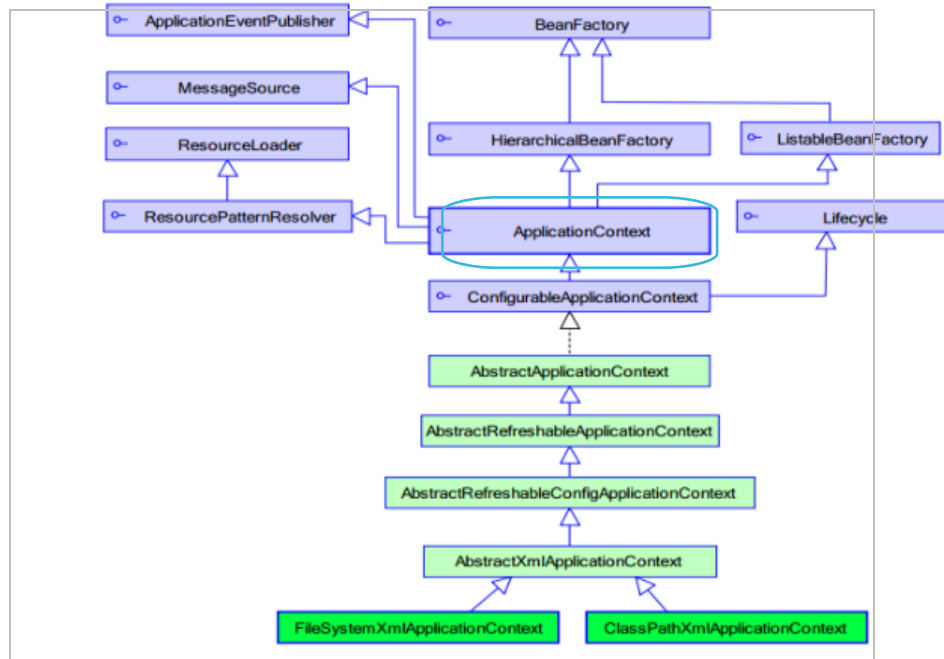 ApplicationEventPublisher
BeanFactory
MessageSource
ResourceLoader
HierarchicalBeanFactory
ListableBeanFactory
ResourcePatternResolver
ApplicationContext
Lifecycle
ConfigurableApplicationContext
AbstractApplicationContext
AbstractRefreshableApplicationContext
AbstractRefreshableConfigApplicationContext
AbstractXmlApplicationContext
FileSystemXmlApplicationContext
ClassPathXmlApplicationContext